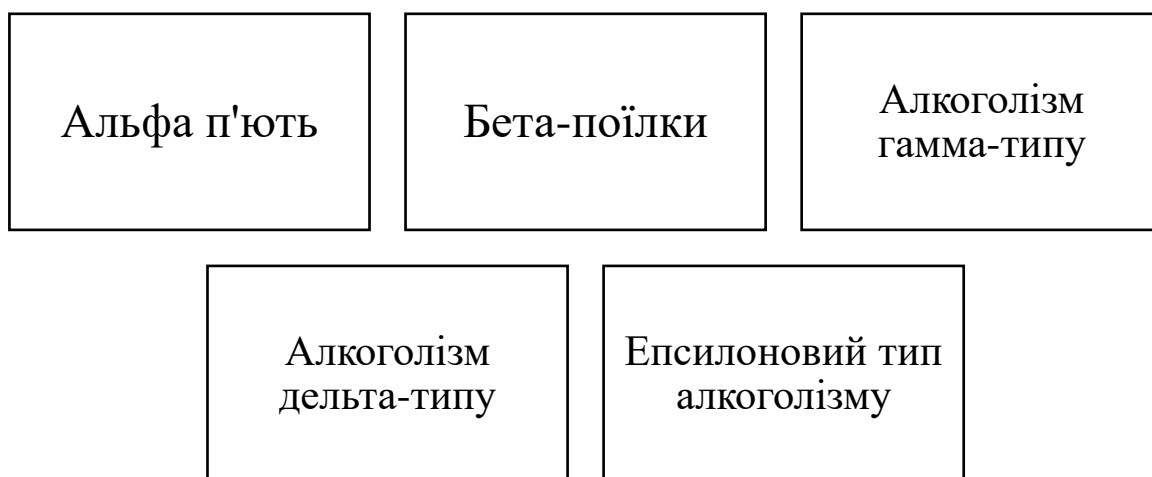 Альфа п'ють
Бета-поїлки
Алкоголізм
гамма-типу
Алкоголізм
дельта-типу
Епсилоновий тип
алкоголізму